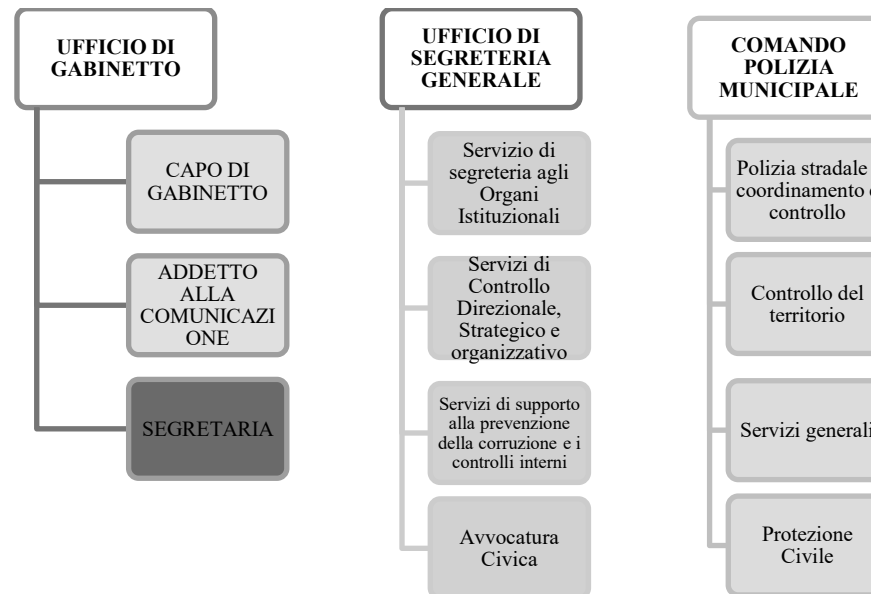 UFFICIO DI
GABINETTO
CAPO DI
GABINETTO
ADDETTO
ALLA
COMUNICAZI
ONE
SEGRETARIA
UFFICIO DI
SEGRETERIA
GENERALE
Servizio di
segreteria agli
Organi
Istituzionali
Servizi di
Controllo
Direzionale,
Strategico e
organizzativo
Servizi di supporto
alla prevenzione
della corruzione e i
controlli interni
Avvocatura
Civica
COMANDO
POLIZIA
MUNICIPALE
Polizia stradale
coordinamento
controllo
Controllo del
territorio
Servizi generali
Protezione
Civile